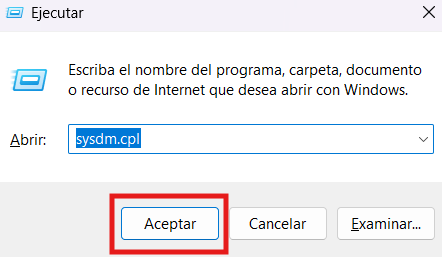 Ejecutar
Escriba el nombre del programa, carpeta, documento
o recurso de Internet que desea abrir con Windows.
Abrir: sysdm.cpl
Aceptar Cancelar Examinar...